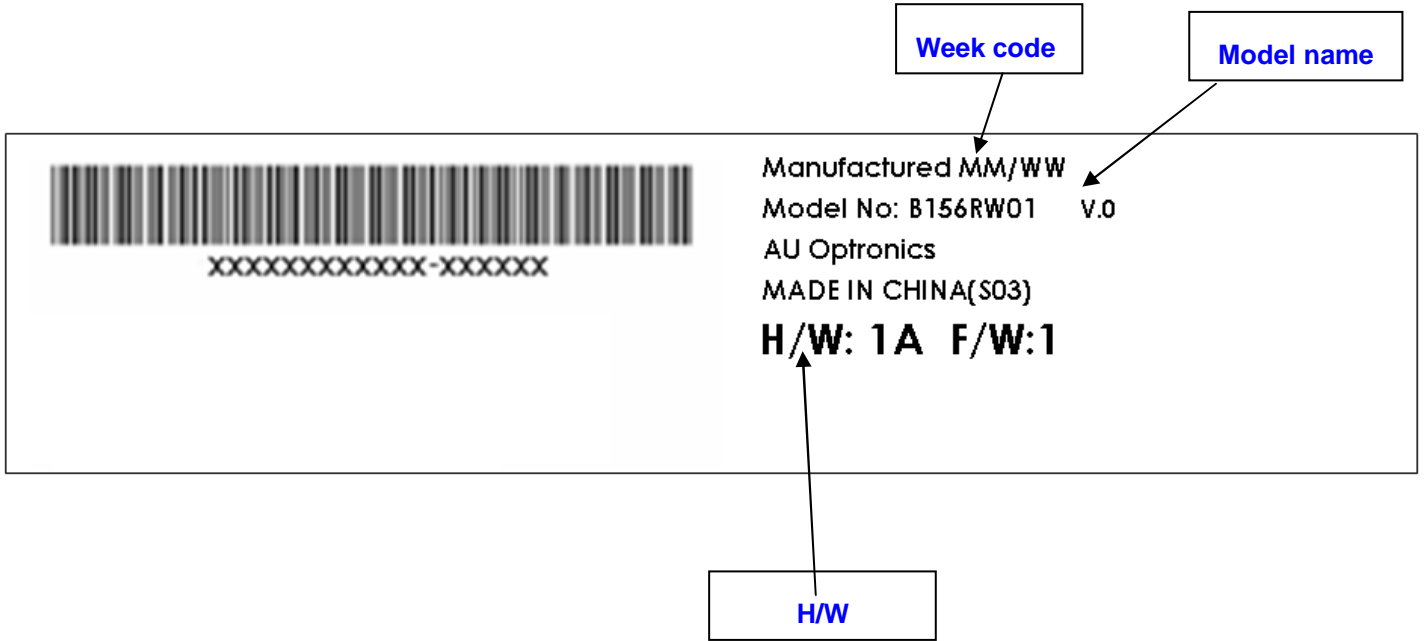 Week code
Model name
Manufactured MM/WW
Model No: B156RW01 V.0
AU Optronics
MADE IN CHINA(S03)
H/W: 1A F/W:1
XXXXXXXXXXXX-XXXXXX
H/W